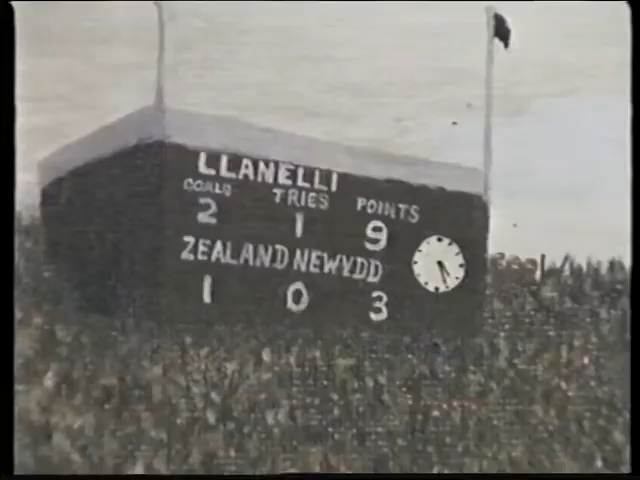 LLANELLI
GOALS TRIES POINTS
2 1 9
ZEALAND NEWYDD
1 0 3